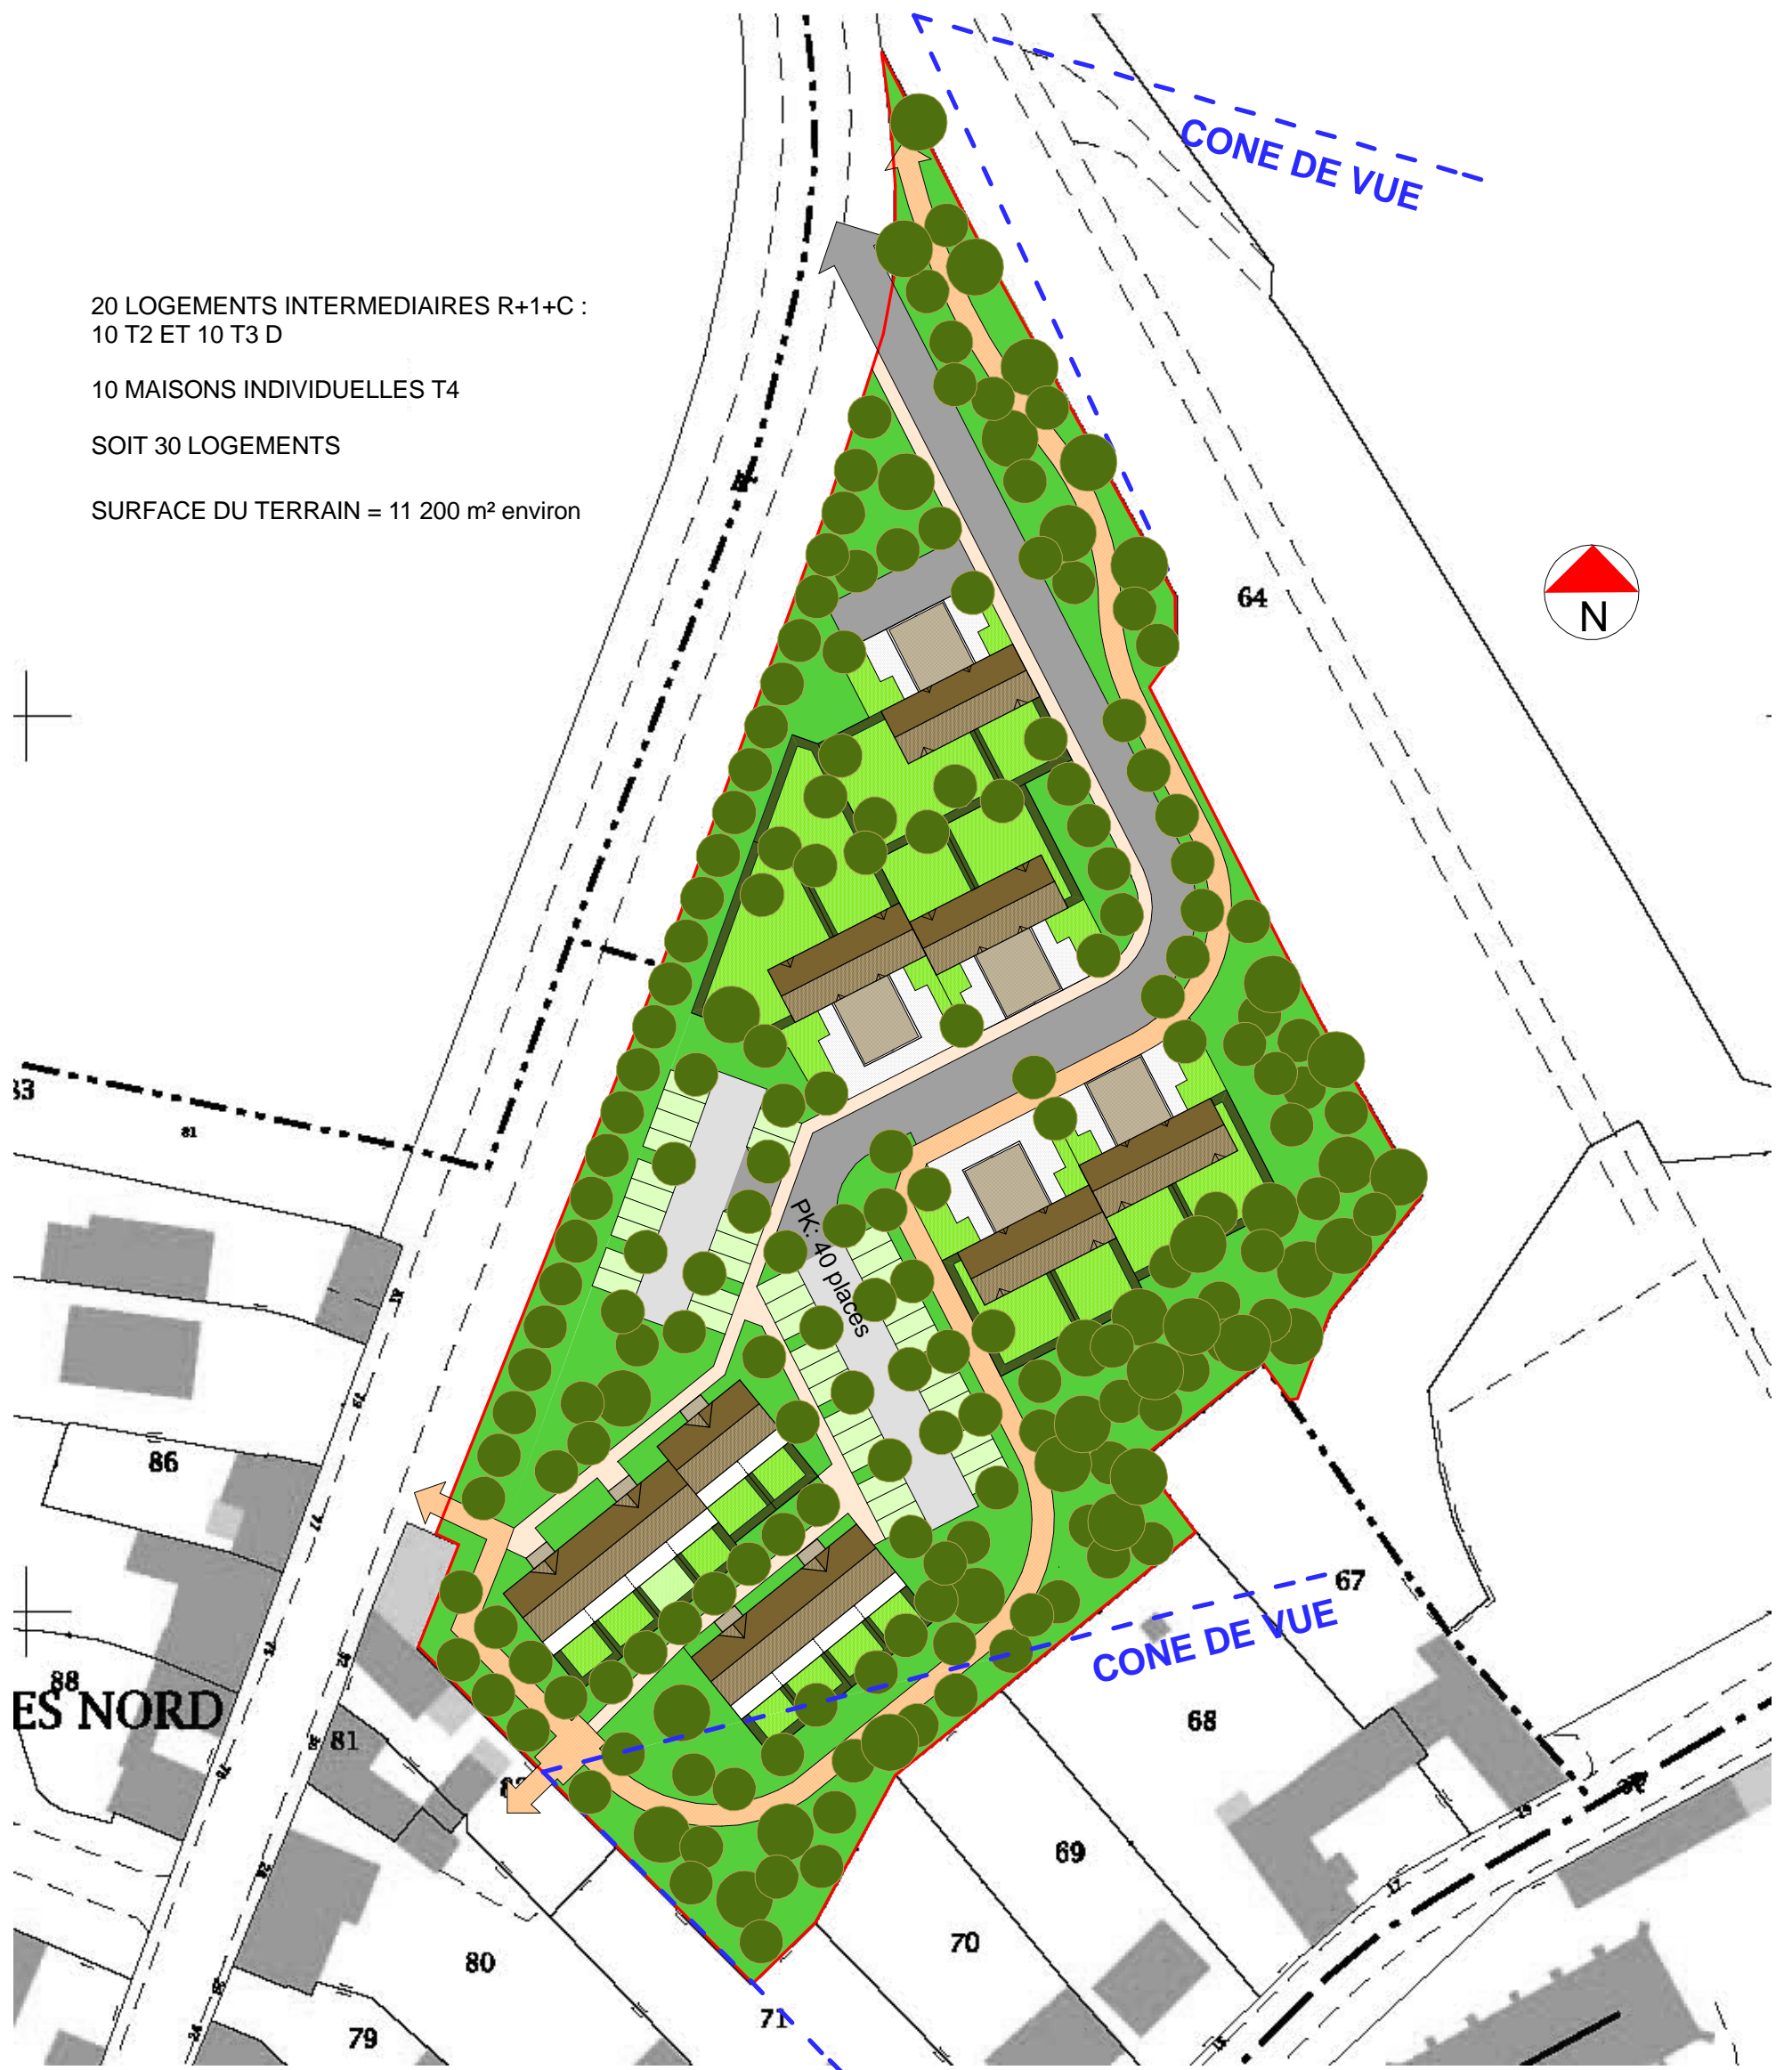 CONE DE VUE
20 LOGEMENTS INTERMEDIAIRES R+1+C :
10 T2 ET 10 T3 D
10 MAISONS INDIVIDUELLES T4
SOIT 30 LOGEMENTS
SURFACE DU TERRAIN = 11 200 m² environ
64
N
81
PK: 40 places
86
67
CONE DE VUE
88
ES NORD
68
81
69
70
80
71
79